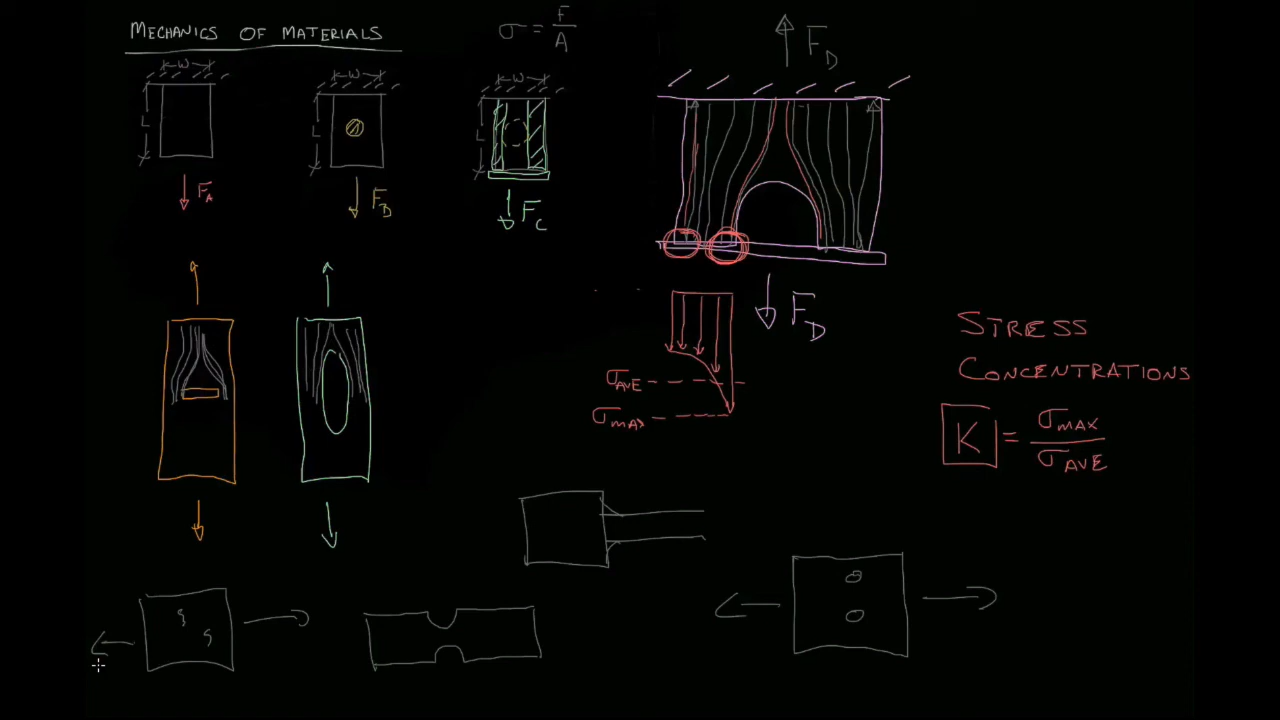 MECHANICS OF MATERIALS
σ = F/A
W
L
F_A
W
L
F_B
W
L
F_C
F_D
F_D
σ_AVE
σ_MAX
STRESS
CONCENTRATIONS
K = σ_MAX/σ_AVE